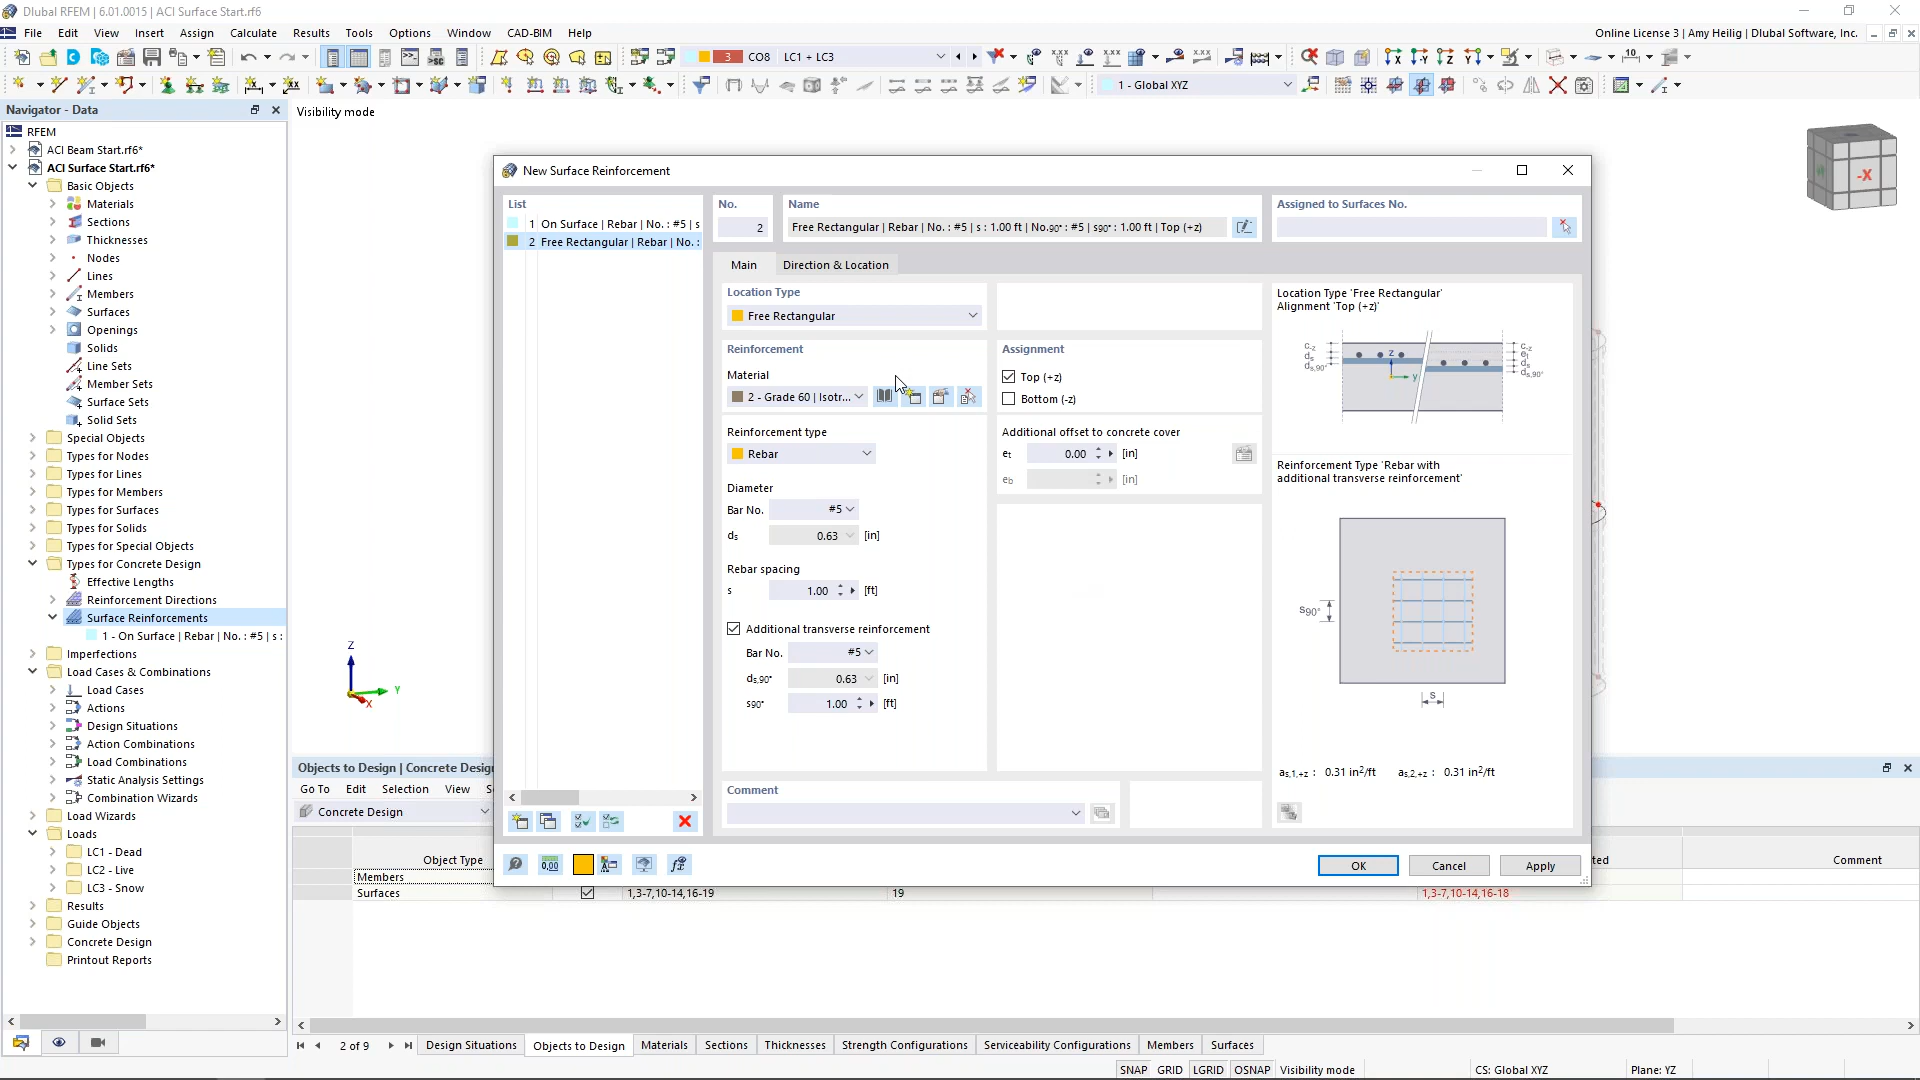 Dlubal RFEM | 6.01.0015 | ACI Surface Start.rf6
File Edit View Insert Assign Calculate Results Tools Options Window CAD-BIM Help
Online License 3 | Amy Heilig | Dlubal Software, Inc.
3 CO8 LC1 + LC3
1 - Global XYZ
Navigator - Data
RFEM
ACI Beam Start.rf6*
ACI Surface Start.rf6*
Basic Objects
Materials
Sections
Thicknesses
Nodes
Lines
Members
Surfaces
Openings
Solids
Line Sets
Member Sets
Surface Sets
Solid Sets
Special Objects
Types for Nodes
Types for Lines
Types for Members
Types for Surfaces
Types for Solids
Types for Special Objects
Types for Concrete Design
Effective Lengths
Reinforcement Directions
Surface Reinforcements
1 - On Surface | Rebar | No. : #5 | s :
Imperfections
Load Cases & Combinations
Load Cases
Actions
Design Situations
Action Combinations
Load Combinations
Static Analysis Settings
Combination Wizards
Load Wizards
Loads
LC1 - Dead
LC2 - Live
LC3 - Snow
Results
Guide Objects
Concrete Design
Printout Reports
Visibility mode
-X
Z
Y
X
New Surface Reinforcement
List
1 On Surface | Rebar | No. : #5 | s
2 Free Rectangular | Rebar | No. :
No.
2
Name
Free Rectangular | Rebar | No. : #5 | s : 1.00 ft | No.90° : #5 | s90° : 1.00 ft | Top (+z)
Assigned to Surfaces No.
Main
Direction & Location
Location Type
Free Rectangular
Reinforcement
Material
2 - Grade 60 | Isotr...
Reinforcement type
Rebar
Diameter
Bar No. #5
ds 0.63 [in]
Rebar spacing
s 1.00 [ft]
Additional transverse reinforcement
Bar No. #5
ds,90° 0.63 [in]
s90° 1.00 [ft]
Assignment
Top (+z)
Bottom (-z)
Additional offset to concrete cover
et 0.00 [in]
eb [in]
Comment
Location Type 'Free Rectangular'
Alignment 'Top (+z)'
c-z
ds
ds,90°
z
y
c-z
et
ds
ds,90°
Reinforcement Type 'Rebar with
additional transverse reinforcement'
s90°
s
as,1,+z : 0.31 in²/ft as,2,+z : 0.31 in²/ft
OK
Cancel
Apply
Objects to Design | Concrete Desig
Go To Edit Selection View S
Concrete Design
Object Type
ted
Comment
Members
Surfaces 1,3-7,10-14,16-19 19 1,3-7,10-14,16-18
2 of 9 Design Situations Objects to Design Materials Sections Thicknesses Strength Configurations Serviceability Configurations Members Surfaces
SNAP GRID LGRID OSNAP Visibility mode CS: Global XYZ Plane: YZ